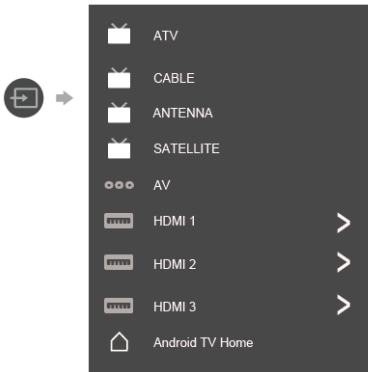 ATV
CABLE
ANTENNA
SATELLITE
AV
HDMI 1
HDMI 2
HDMI 3
Android TV Home